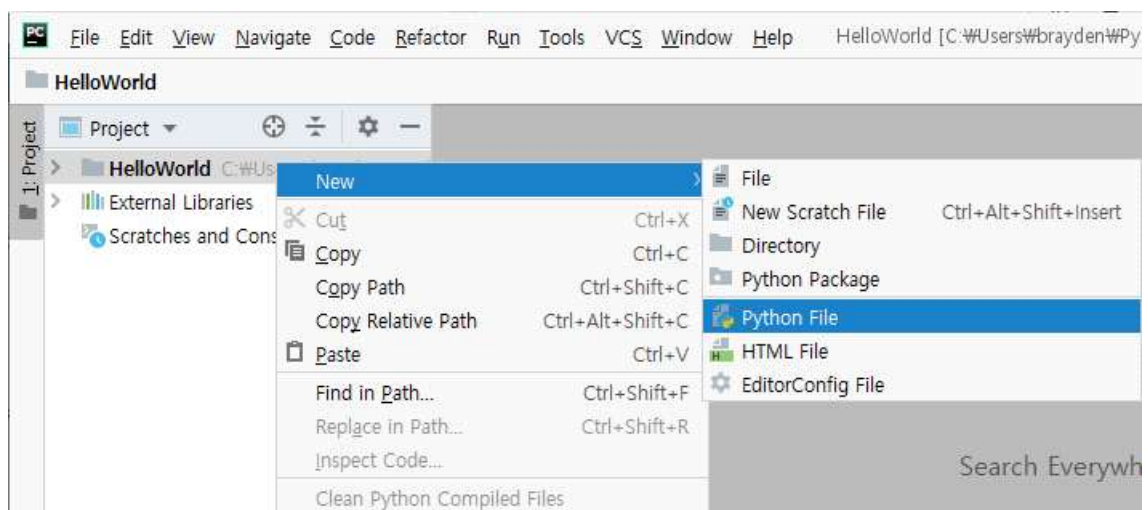 PC File Edit View Navigate Code Refactor Run Tools VCS Window Help HelloWorld [C:₩Users₩brayden₩Py
HelloWorld
1: Project
Project
HelloWorld C:₩Us
External Libraries
Scratches and Cons
New
Cut Ctrl+X
Copy Ctrl+C
Copy Path Ctrl+Shift+C
Copy Relative Path Ctrl+Alt+Shift+C
Paste Ctrl+V
Find in Path... Ctrl+Shift+F
Replace in Path... Ctrl+Shift+R
Inspect Code...
Clean Python Compiled Files
File
New Scratch File Ctrl+Alt+Shift+Insert
Directory
Python Package
Python File
H HTML File
EditorConfig File
Search Everywh